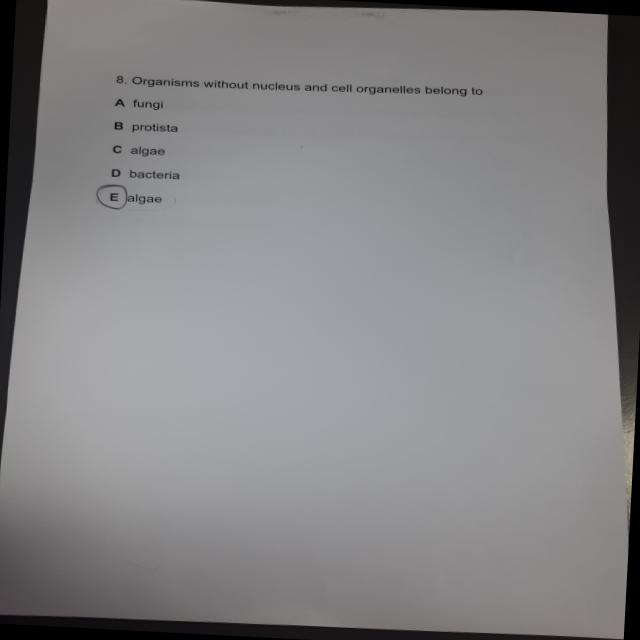 8. Organisms without nucleus and cell organelles belong to
A fungi
B protista
C algae
D bacteria
E algae